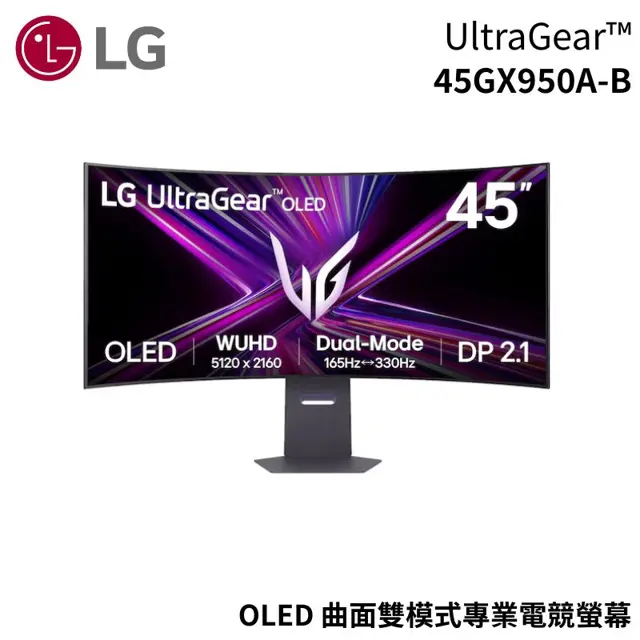 LG
UltraGear™
45GX950A-B
LG UltraGear™ OLED
45"
OLED
WUHD
5120 x 2160
Dual-Mode
165Hz↔330Hz
DP 2.1
OLED 曲面雙模式專業電競螢幕